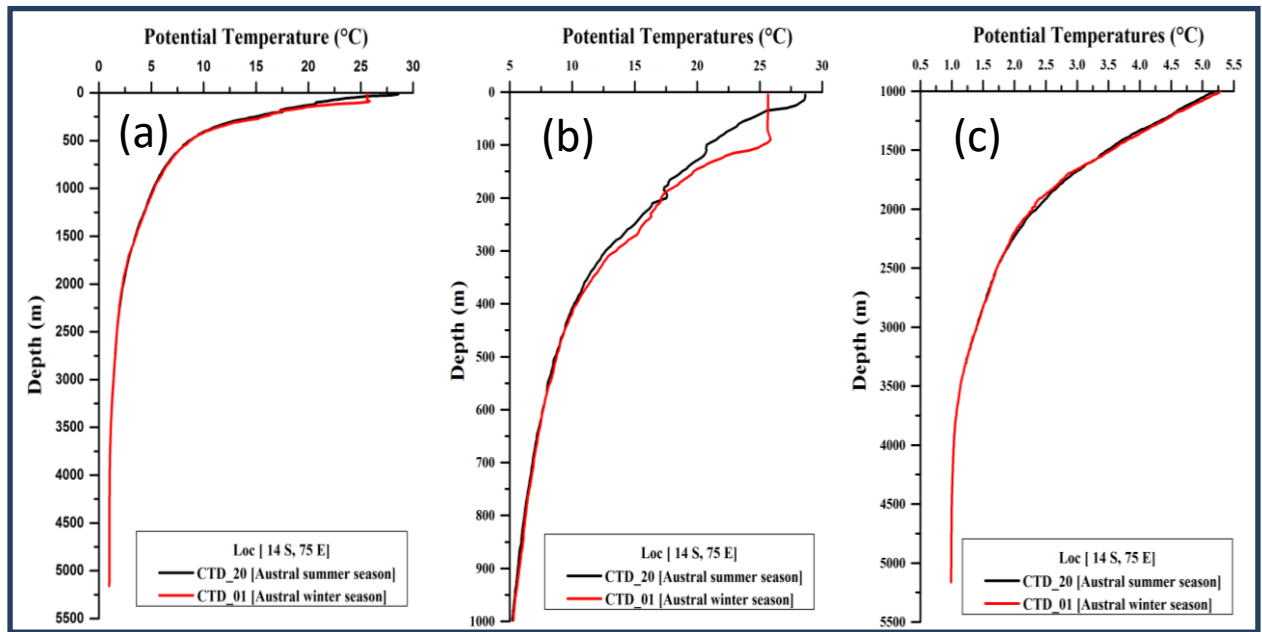 Potential Temperature (°C)
0 5 10 15 20 25 30
0
500
1000
1500
2000
2500
3000
3500
4000
4500
5000
5500
Depth (m)
(a)
Loc [ 14 S, 75 E]
CTD_20 [Austral summer season]
CTD_01 [Austral winter season]
Potential Temperatures (°C)
5 10 15 20 25 30
0
100
200
300
400
500
600
700
800
900
1000
Depth (m)
(b)
Loc [ 14 S, 75 E]
CTD_20 [Austral summer season]
CTD_01 [Austral winter season]
Potential Temperatures (°C)
0.5 1.0 1.5 2.0 2.5 3.0 3.5 4.0 4.5 5.0 5.5
1000
1500
2000
2500
3000
3500
4000
4500
5000
5500
Depth (m)
(c)
Loc [ 14 S, 75 E]
CTD_20 [Austral summer season]
CTD_01 [Austral winter season]